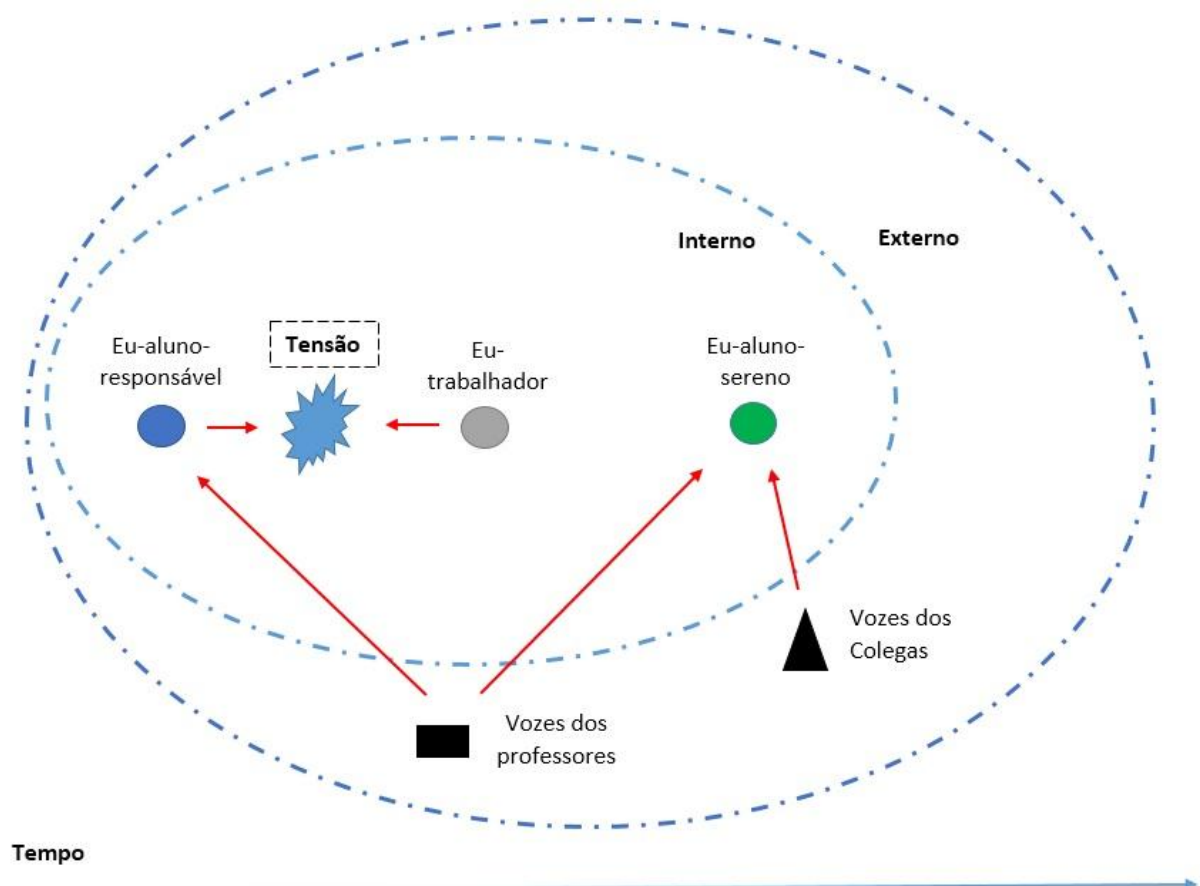 Interno
Externo
Eu-aluno-
responsável
Tensão
Eu-
trabalhador
Eu-aluno-
sereno
Vozes dos
Colegas
Vozes dos
professores
Tempo